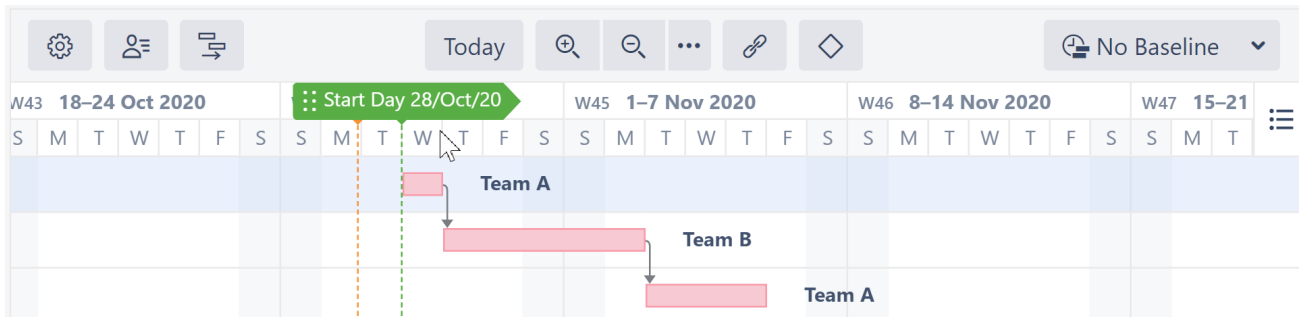 Today
No Baseline
W43 18–24 Oct 2020
Start Day 28/Oct/20
W45 1–7 Nov 2020
W46 8–14 Nov 2020
W47 15–21
S M T W T F S S M T W T F S S M T W T F S S M T W T F S S M T
Team A
Team B
Team A